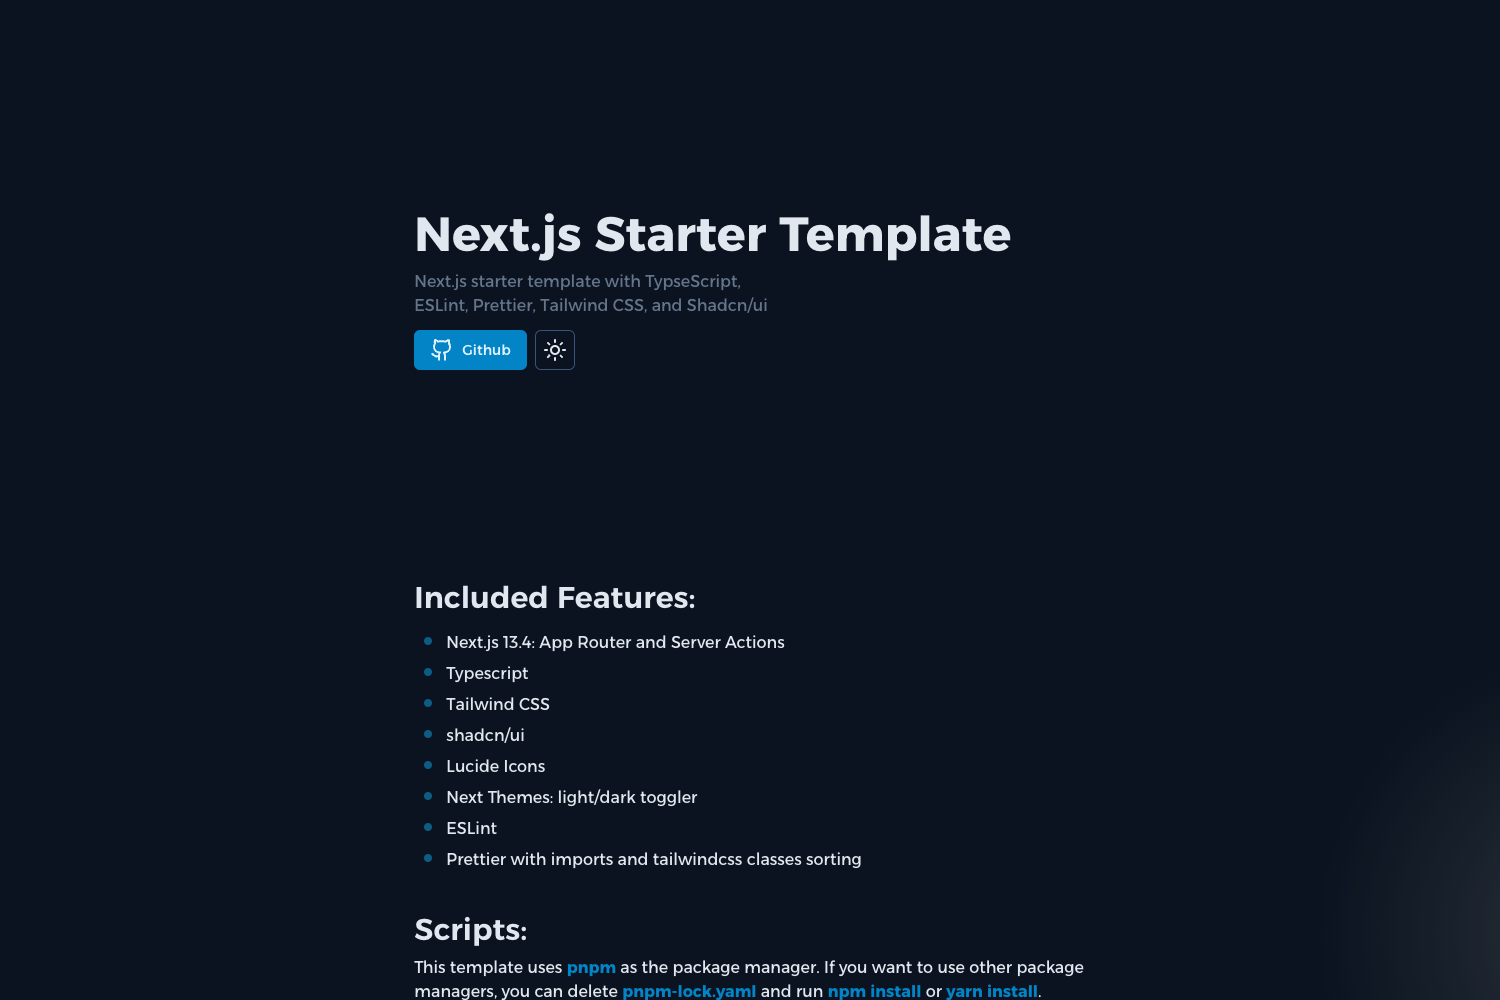 Next.js Starter Template
Next.js starter template with TypseScript,
ESLint, Prettier, Tailwind CSS, and Shadcn/ui
Github
Included Features:
Next.js 13.4: App Router and Server Actions
Typescript
Tailwind CSS
shadcn/ui
Lucide Icons
Next Themes: light/dark toggler
ESLint
Prettier with imports and tailwindcss classes sorting
Scripts:
This template uses pnpm as the package manager. If you want to use other package
managers, you can delete pnpm-lock.yaml and run npm install or yarn install.